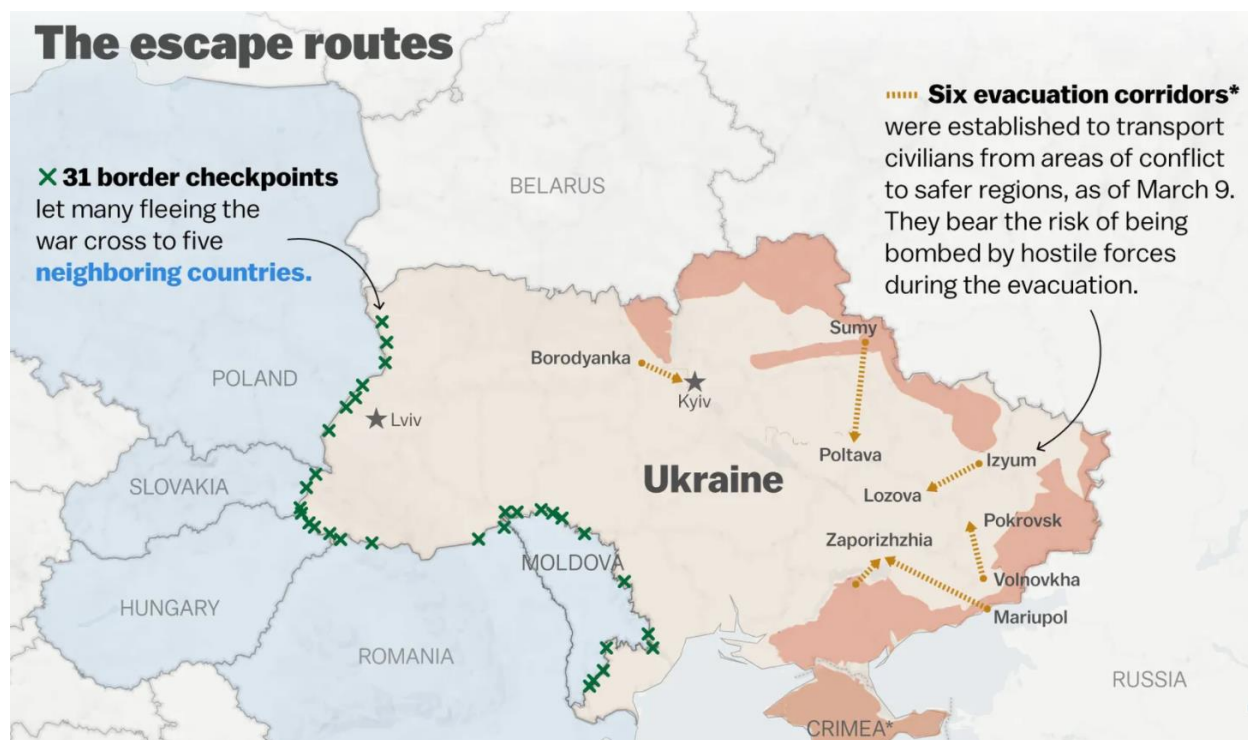 The escape routes
✕ 31 border checkpoints
let many fleeing the
war cross to five
neighboring countries.
Six evacuation corridors*
were established to transport
civilians from areas of conflict
to safer regions, as of March 9.
They bear the risk of being
bombed by hostile forces
during the evacuation.
BELARUS
Sumy
Borodyanka
Kyiv
POLAND
Lviv
Poltava
Izyum
Ukraine
SLOVAKIA
Lozova
Pokrovsk
Zaporizhzhia
MOLDOVA
Volnovkha
HUNGARY
Mariupol
ROMANIA
RUSSIA
CRIMEA*